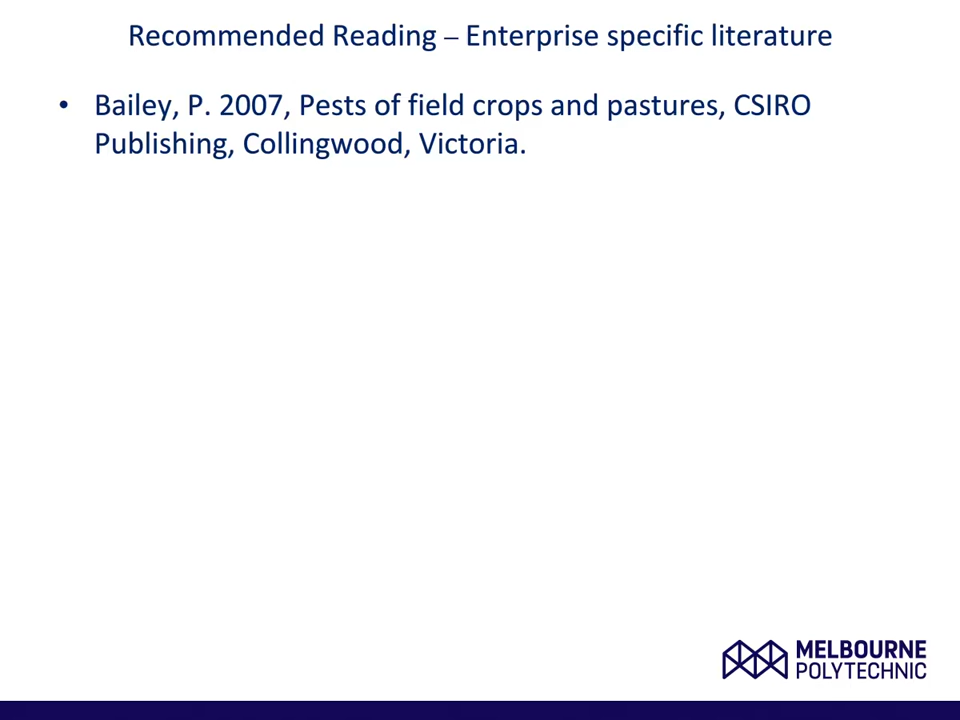 Recommended Reading – Enterprise specific literature
• Bailey, P. 2007, Pests of field crops and pastures, CSIRO
Publishing, Collingwood, Victoria.
MELBOURNE
POLYTECHNIC